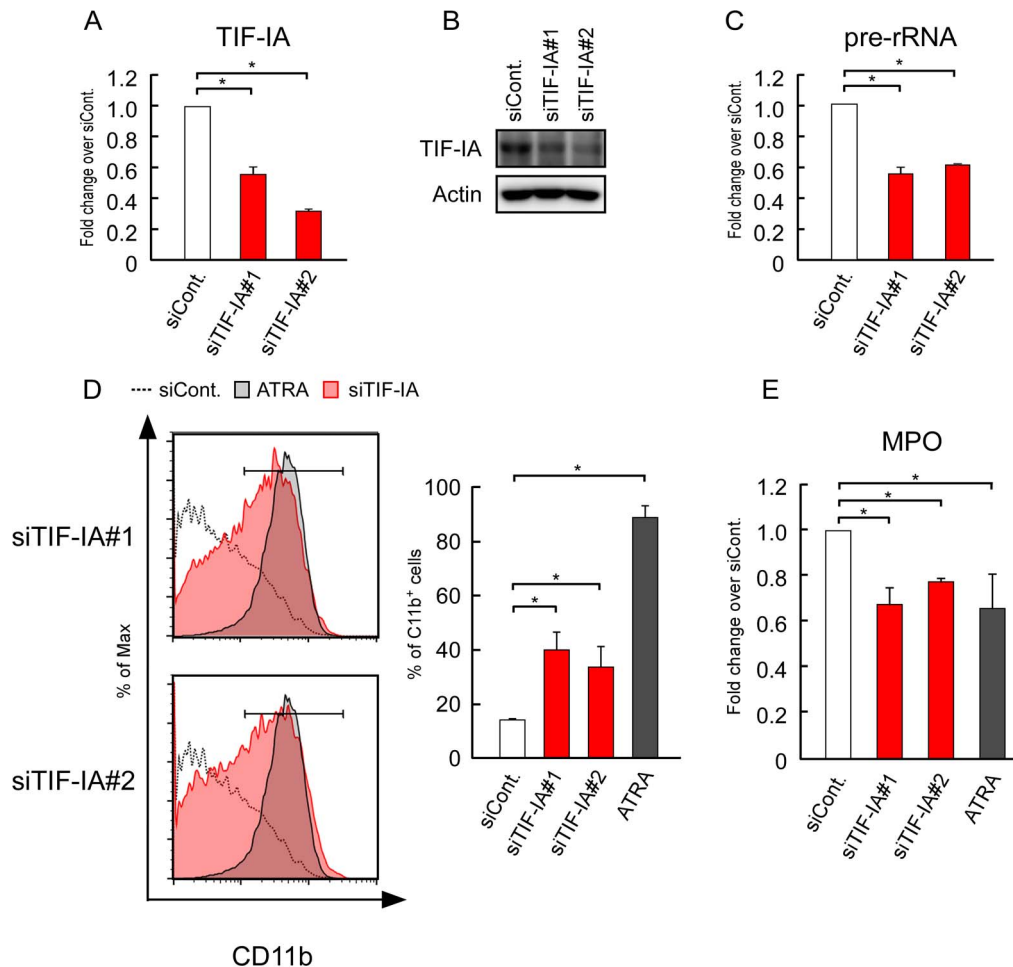 A
TIF-IA
Fold change over siCont.
1.2
1.0
0.8
0.6
0.4
0.2
0
*
*
siCont.
siTIF-IA#1
siTIF-IA#2
B
siCont.
siTIF-IA#1
siTIF-IA#2
TIF-IA
Actin
C
pre-rRNA
Fold change over siCont.
1.2
1.0
0.8
0.6
0.4
0.2
0
*
*
siCont.
siTIF-IA#1
siTIF-IA#2
D
siCont. ATRA siTIF-IA
siTIF-IA#1
siTIF-IA#2
% of Max
CD11b
% of C11b+ cells
100
80
60
40
20
0
*
*
*
siCont.
siTIF-IA#1
siTIF-IA#2
ATRA
E
MPO
Fold change over siCont.
1.2
1.0
0.8
0.6
0.4
0.2
0
*
*
*
siCont.
siTIF-IA#1
siTIF-IA#2
ATRA